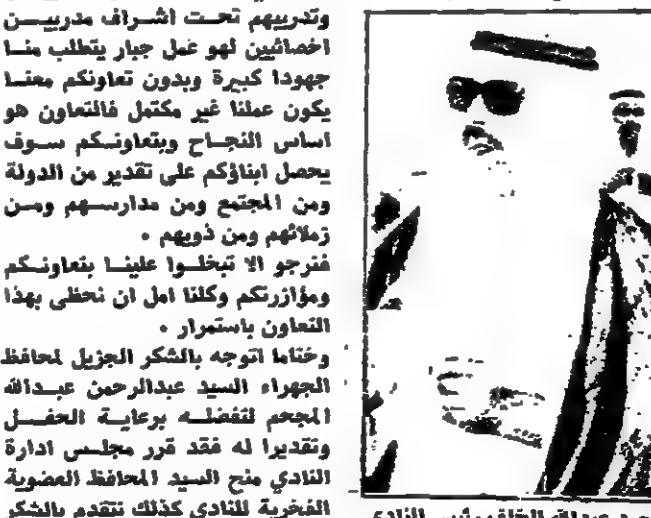 وتدريبهم تحت اشراف مدربين
اخصائيين لهو عمل جبار يتطلب منا
جهودا كبيرة وبدون تعاونكم معنا
يكون عملنا غير مكتمل فالتعاون هو
اساس النجاح وبتعاونكم سوف
يحصل ابناؤكم على تقدير من الدولة
ومن المجتمع ومن مدارسهم ومن
زملائهم ومن ذويهم .
فنرجو الا تبخلوا علينا بتعاونكم
ومؤازرتكم وكلنا امل ان نحظى بهذا
التعاون باستمرار .
وختاما اتوجه بالشكر الجزيل لمحافظ
الجهراء السيد عبدالرحمن عبدالله
المجحم لتفضله برعاية الحفل
وتقديرا له فقد قرر مجلس ادارة
النادي منح السيد المحافظ العضوية
الفخرية للنادي كذلك نتقدم بالشكر
عبدالله رئيس النادي